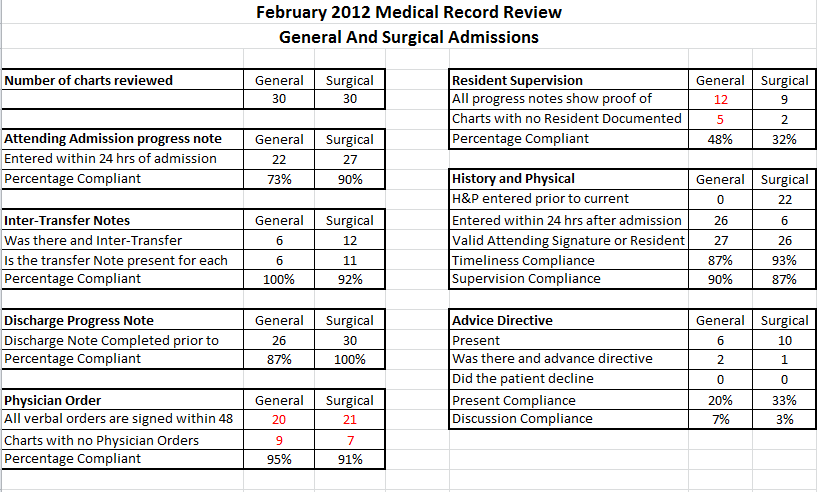 February 2012 Medical Record Review
General And Surgical Admissions
Number of charts reviewed General Surgical
30 30
Attending Admission progress note General Surgical
Entered within 24 hrs of admission 22 27
Percentage Compliant 73% 90%
Inter-Transfer Notes General Surgical
Was there and Inter-Transfer 6 12
Is the transfer Note present for each 6 11
Percentage Compliant 100% 92%
Discharge Progress Note General Surgical
Discharge Note Completed prior to 26 30
Percentage Compliant 87% 100%
Physician Order General Surgical
All verbal orders are signed within 48 20 21
Charts with no Physician Orders 9 7
Percentage Compliant 95% 91%
Resident Supervision General Surgical
All progress notes show proof of 12 9
Charts with no Resident Documented 5 2
Percentage Compliant 48% 32%
History and Physical General Surgical
H&P entered prior to current 0 22
Entered within 24 hrs after admission 26 6
Valid Attending Signature or Resident 27 26
Timeliness Compliance 87% 93%
Supervision Compliance 90% 87%
Advice Directive General Surgical
Present 6 10
Was there and advance directive 2 1
Did the patient decline 0 0
Present Compliance 20% 33%
Discussion Compliance 7% 3%